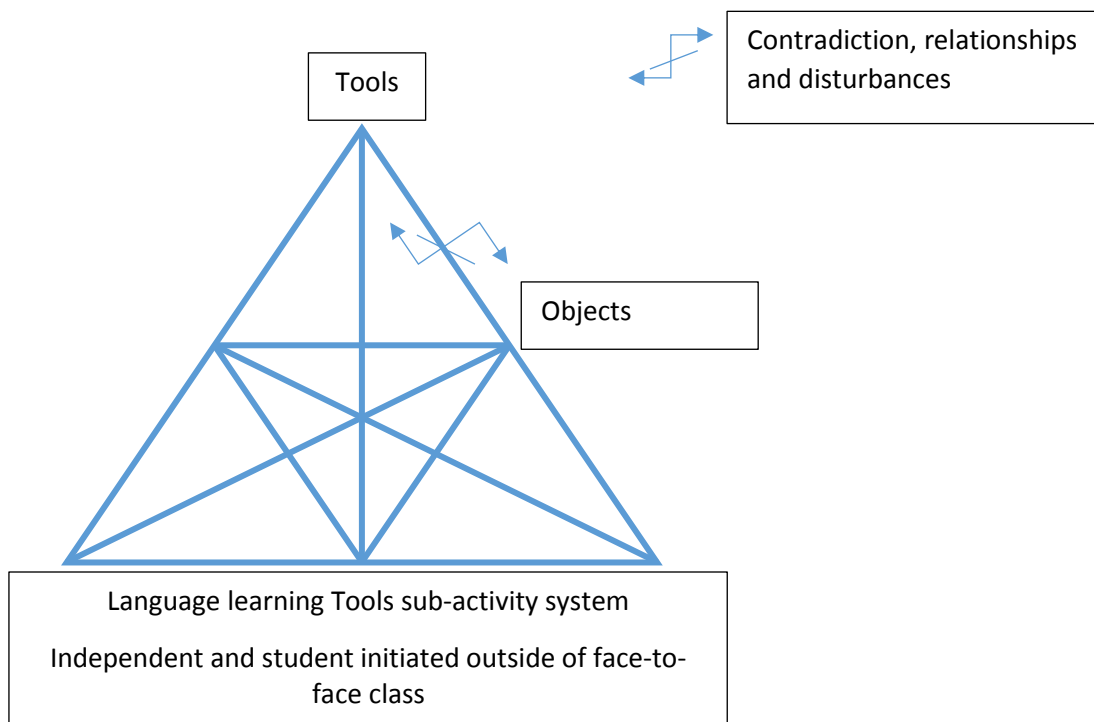 Contradiction, relationships
and disturbances
Tools
Objects
Language learning Tools sub-activity system
Independent and student initiated outside of face-to-
face class